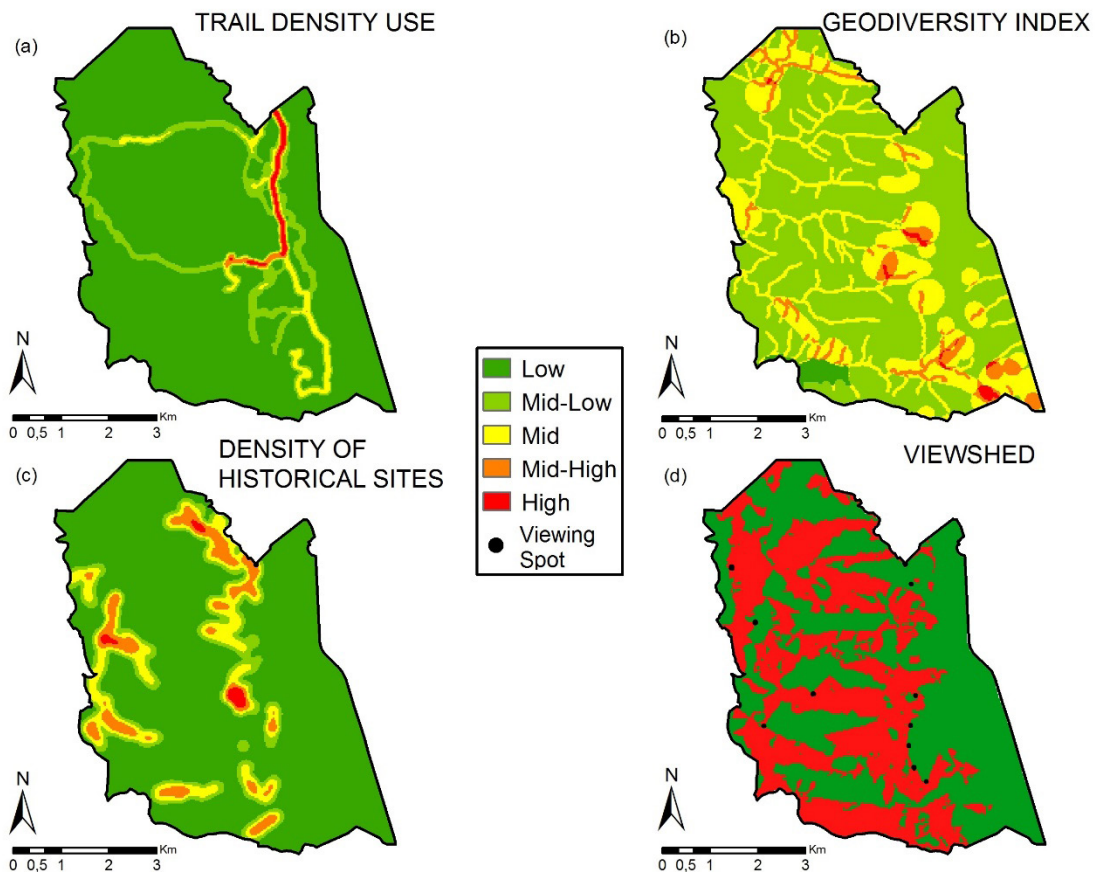 (a)
TRAIL DENSITY USE
N
0 0,5 1 2 3 Km
(b)
GEODIVERSITY INDEX
N
0 0,5 1 2 3 Km
Low
Mid-Low
Mid
Mid-High
High
Viewing
Spot
(c)
DENSITY OF
HISTORICAL SITES
N
0 0,5 1 2 3 Km
VIEWSHED
(d)
N
0 0,5 1 2 3 Km